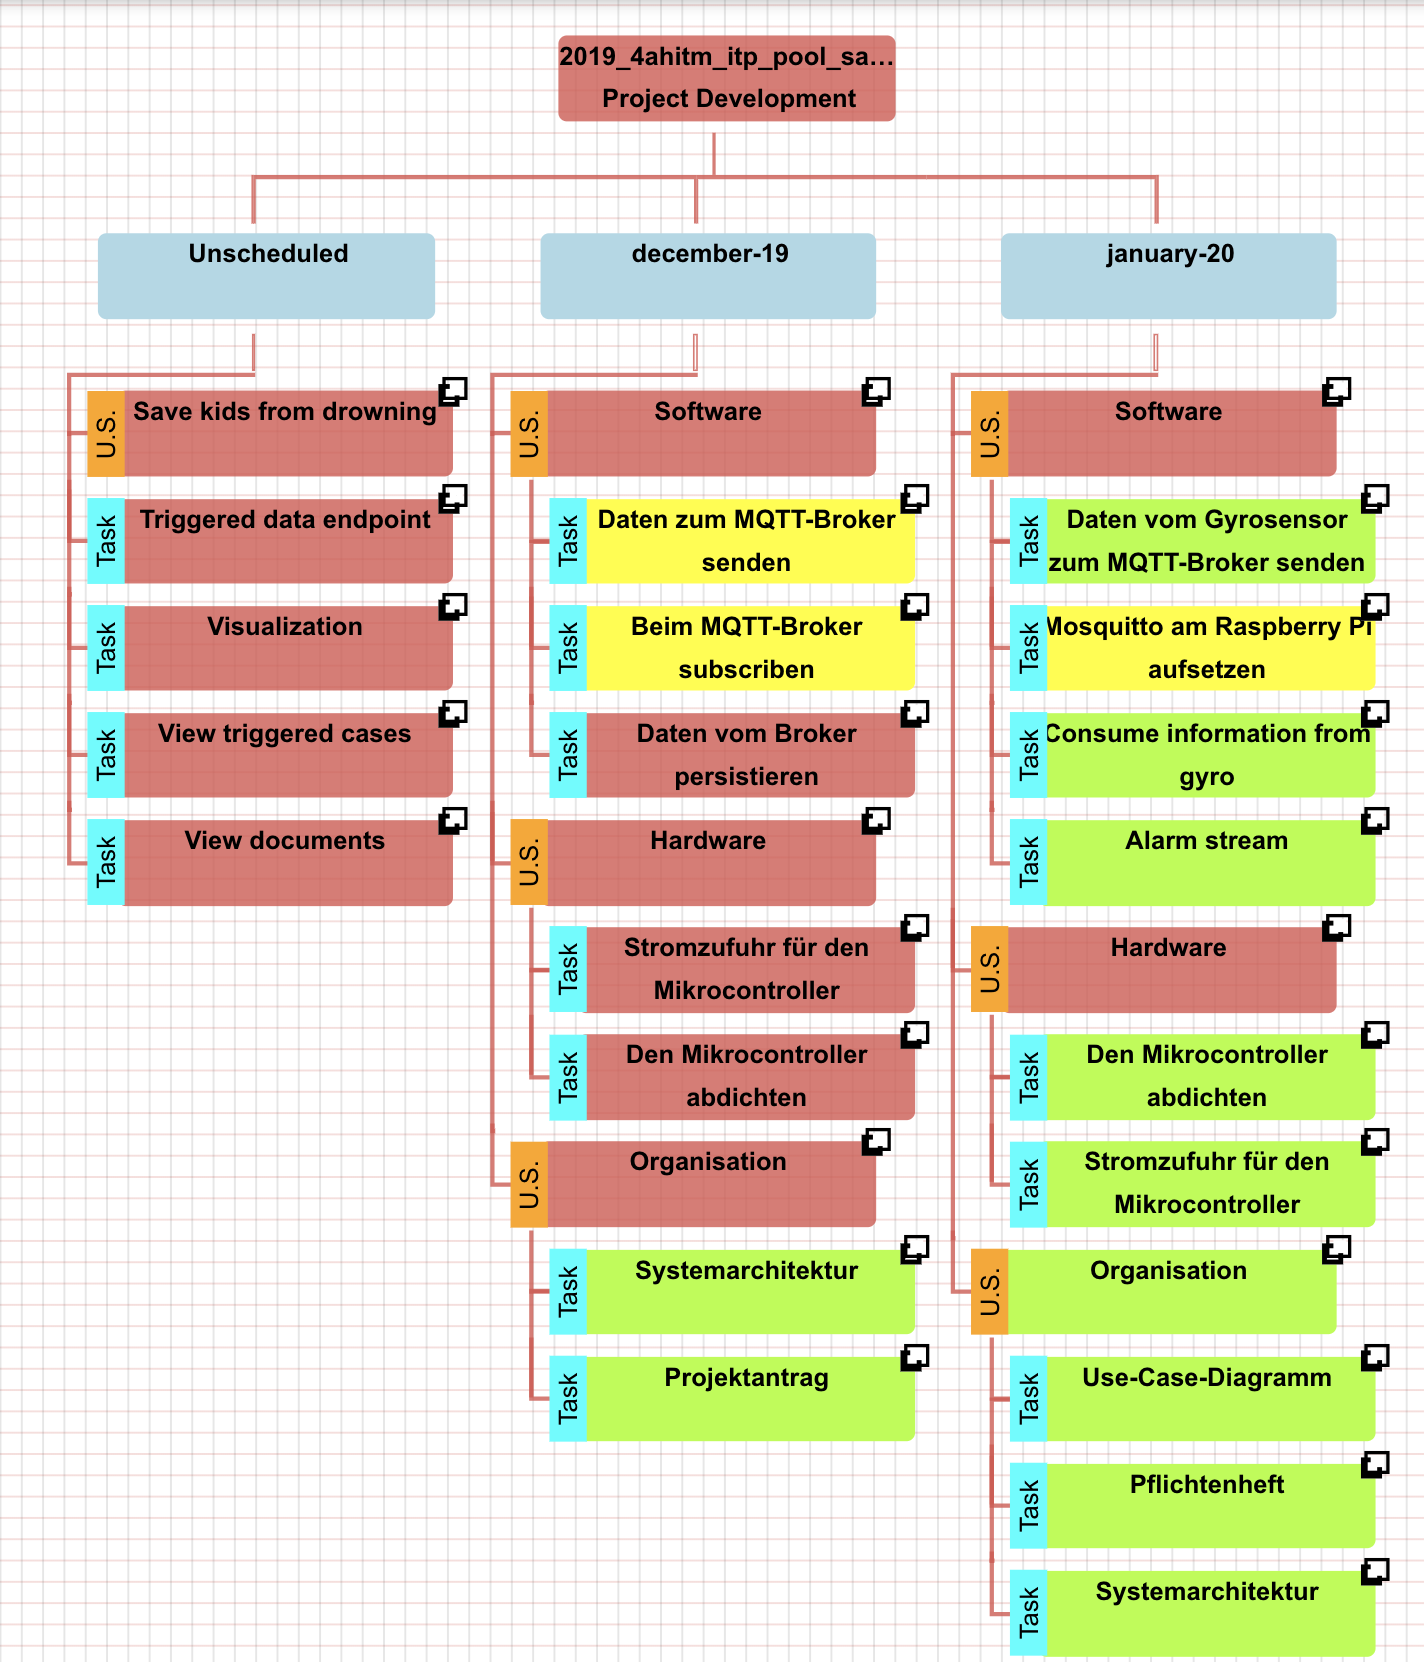 2019_4ahitm_itp_pool_sa...
Project Development
Unscheduled
U.S.
Save kids from drowning
Task
Triggered data endpoint
Task
Visualization
Task
View triggered cases
Task
View documents
december-19
U.S.
Software
Task
Daten zum MQTT-Broker
senden
Task
Beim MQTT-Broker
subscriben
Task
Daten vom Broker
persistieren
U.S.
Hardware
Task
Stromzufuhr für den
Mikrocontroller
Task
Den Mikrocontroller
abdichten
U.S.
Organisation
Task
Systemarchitektur
Task
Projektantrag
january-20
U.S.
Software
Task
Daten vom Gyrosensor
zum MQTT-Broker senden
Task
Mosquitto am Raspberry Pi
aufsetzen
Task
Consume information from
gyro
Task
Alarm stream
U.S.
Hardware
Task
Den Mikrocontroller
abdichten
Task
Stromzufuhr für den
Mikrocontroller
U.S.
Organisation
Task
Use-Case-Diagramm
Task
Pflichtenheft
Task
Systemarchitektur